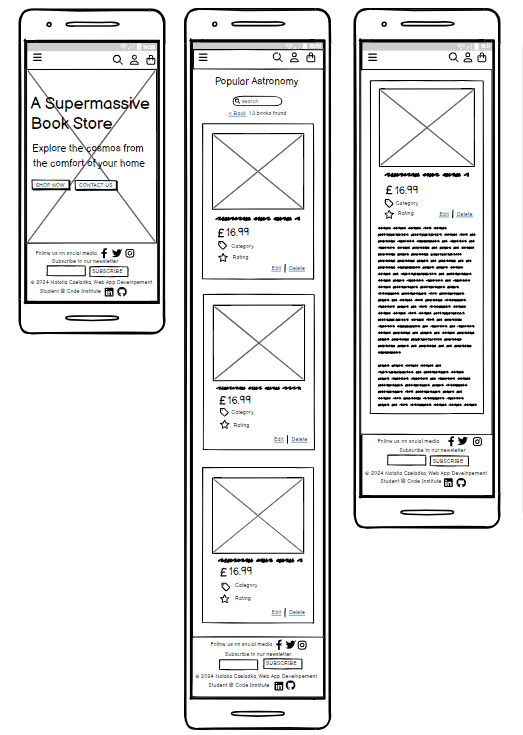 A Supermassive
Book Store
Explore the cosmos from
the comfort of your home
SHOP NOW CONTACT US
Follow us on social media
Subscribe to our newsletter
SUBSCRIBE
© 2024 Natalia Czeladka, Web App Development
Student @ Code Institute
Popular Astronomy
search
< Back / 3 books found
£16.99
Category
Rating
Edit | Delete
£16.99
Category
Rating
Edit | Delete
£16.99
Category
Rating
Edit | Delete
Follow us on social media
Subscribe to our newsletter
SUBSCRIBE
© 2024 Natalia Czeladka, Web App Development
Student @ Code Institute
£16.99
Category
Rating
Edit | Delete
Follow us on social media
Subscribe to our newsletter
SUBSCRIBE
© 2024 Natalia Czeladka, Web App Development
Student @ Code Institute